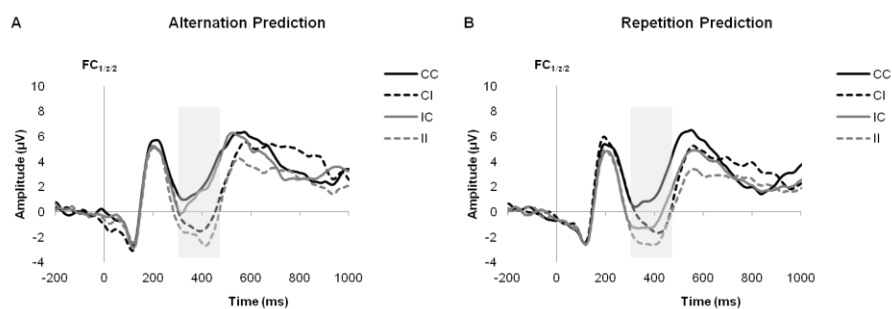 A Alternation Prediction
FC1/z/2
CC
CI
IC
II
10
8
6
4
2
0
-2
-4
Amplitude (µV)
-200 0 200 400 600 800 1000
Time (ms)
B Repetition Prediction
FC1/z/2
CC
CI
IC
II
10
8
6
4
2
0
-2
-4
Amplitude (µV)
-200 0 200 400 600 800 1000
Time (ms)